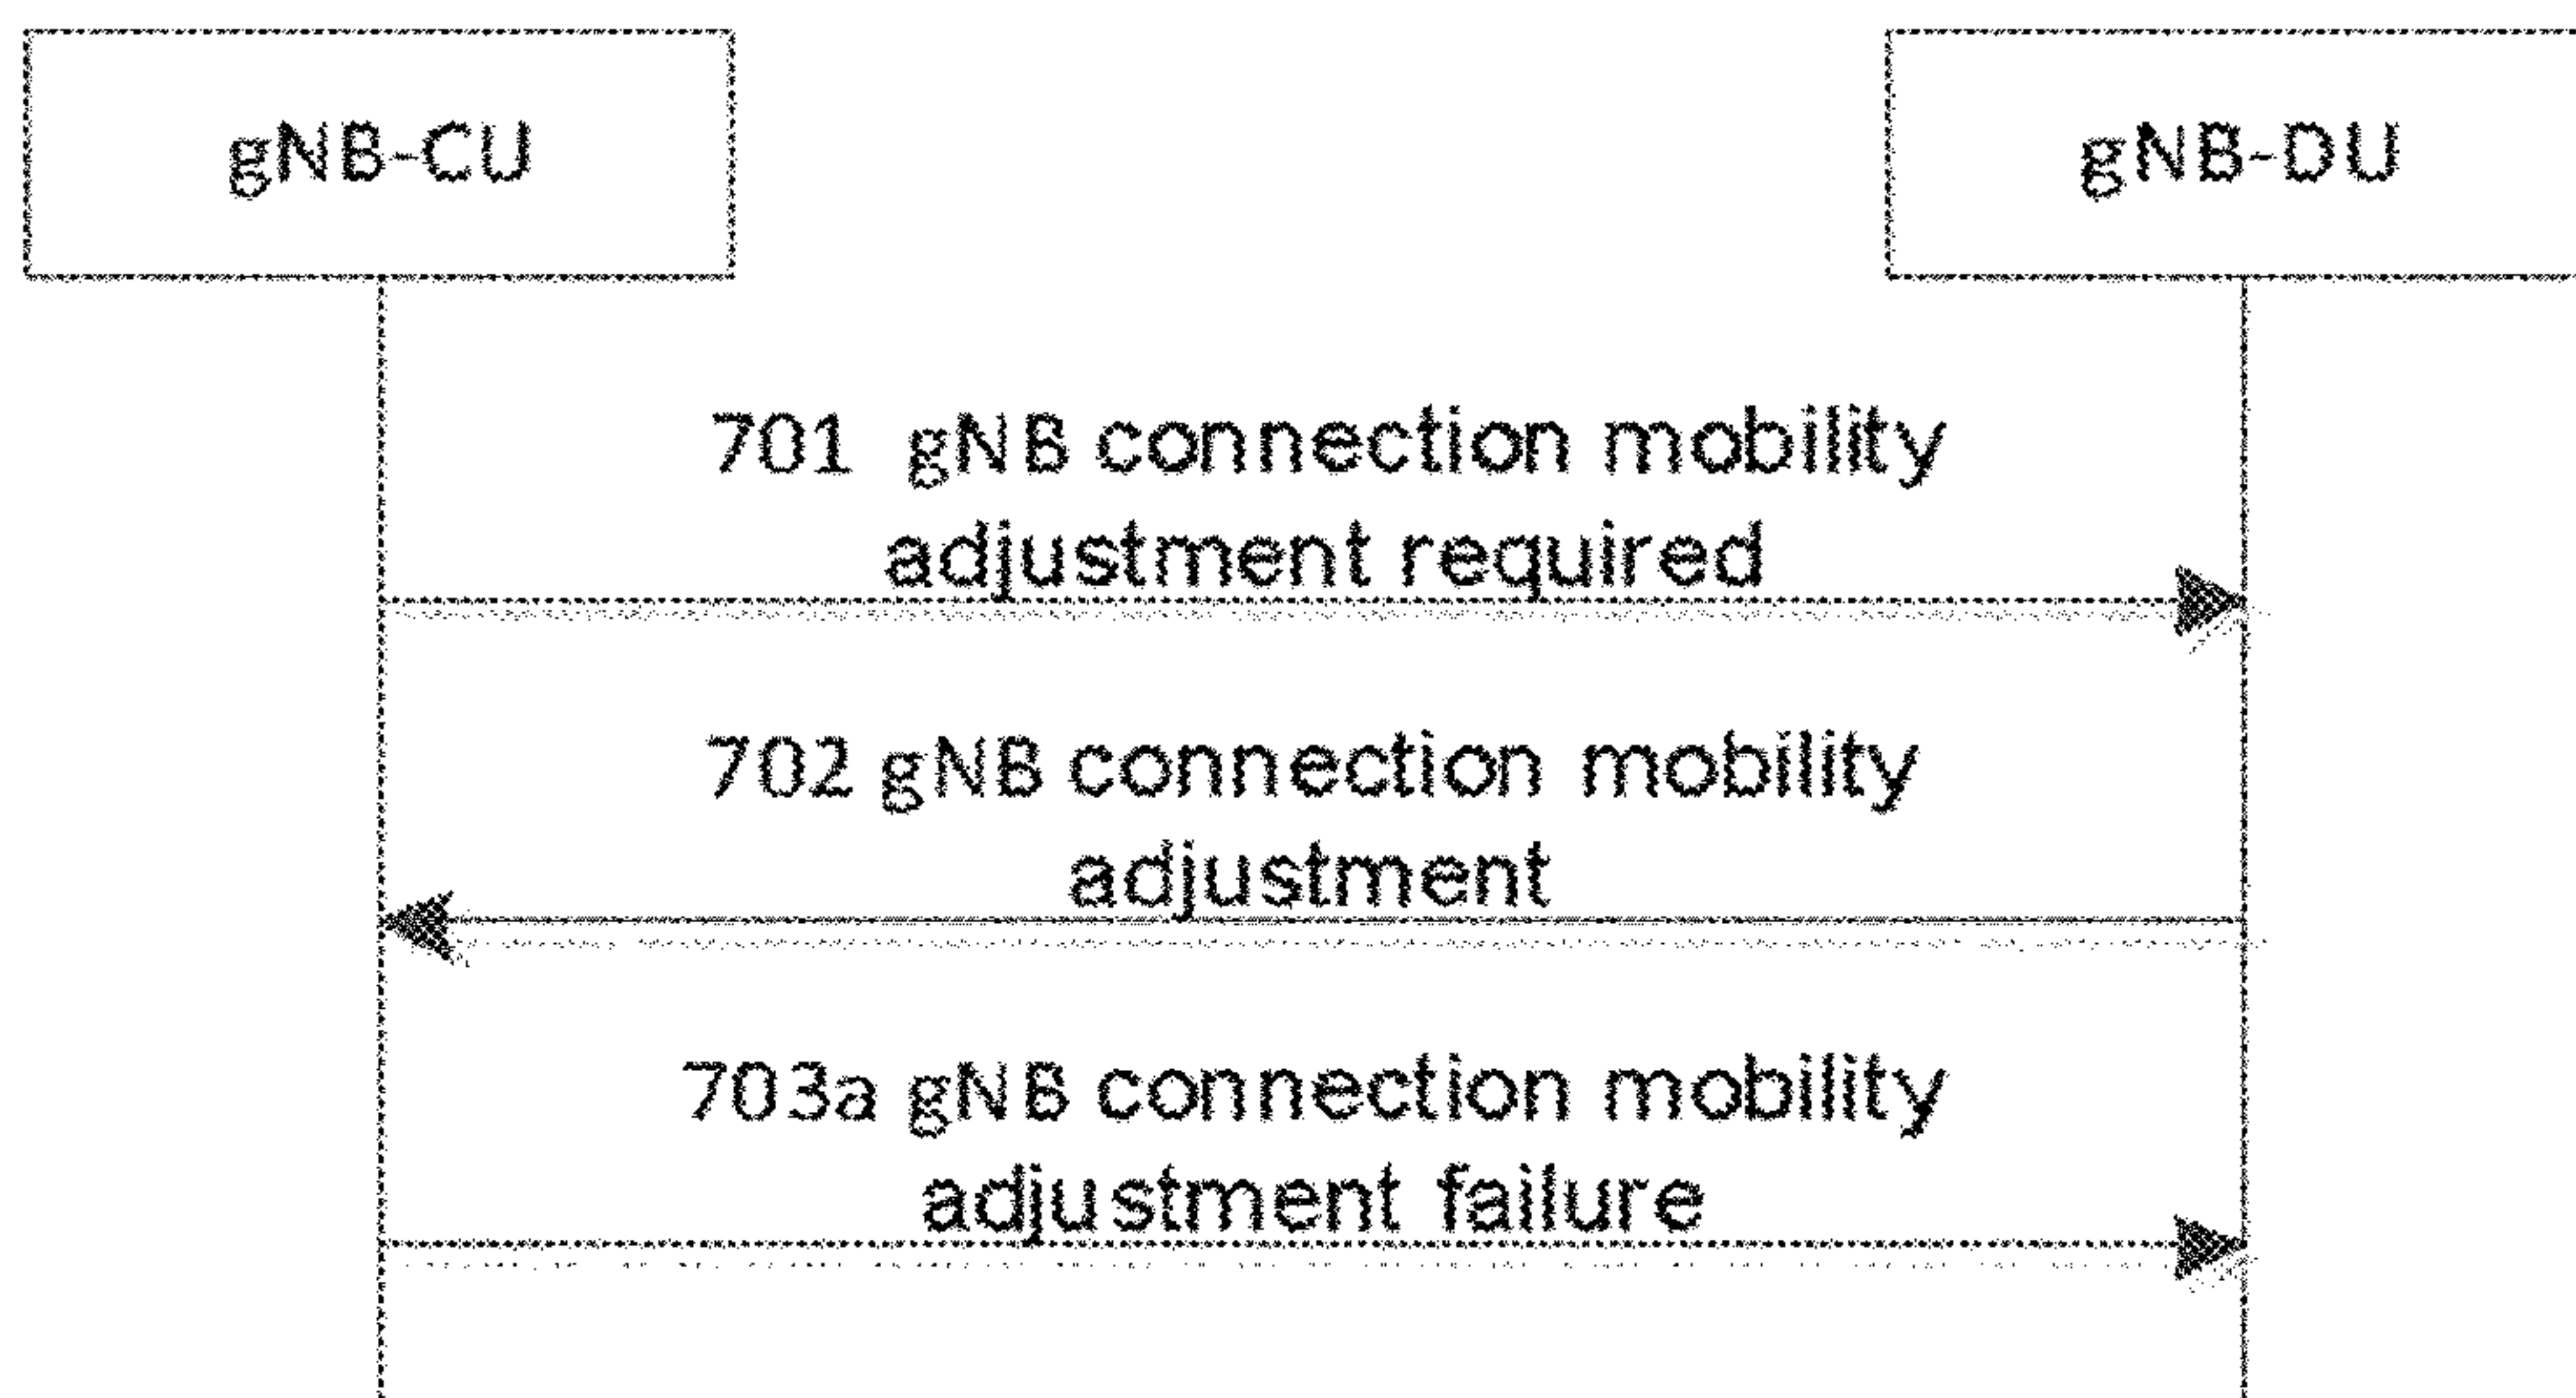 gNB-CU
gNB-DU
701 gNB connection mobility
adjustment required
702 gNB connection mobility
adjustment
703a gNB connection mobility
adjustment failure